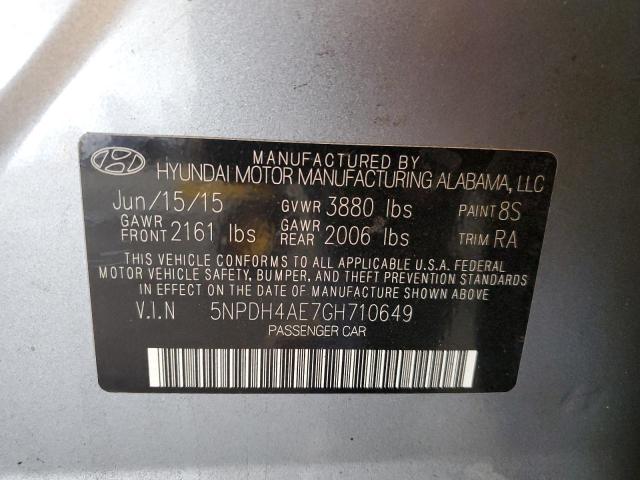 MANUFACTURED BY
HYUNDAI MOTOR MANUFACTURING ALABAMA, LLC
Jun/15/15 GVWR 3880 lbs PAINT 8S
GAWR FRONT 2161 lbs GAWR REAR 2006 lbs TRIM RA
THIS VEHICLE CONFORMS TO ALL APPLICABLE U.S.A. FEDERAL
MOTOR VEHICLE SAFETY, BUMPER, AND THEFT PREVENTION STANDARDS
IN EFFECT ON THE DATE OF MANUFACTURE SHOWN ABOVE
V.I.N 5NPDH4AE7GH710649
PASSENGER CAR